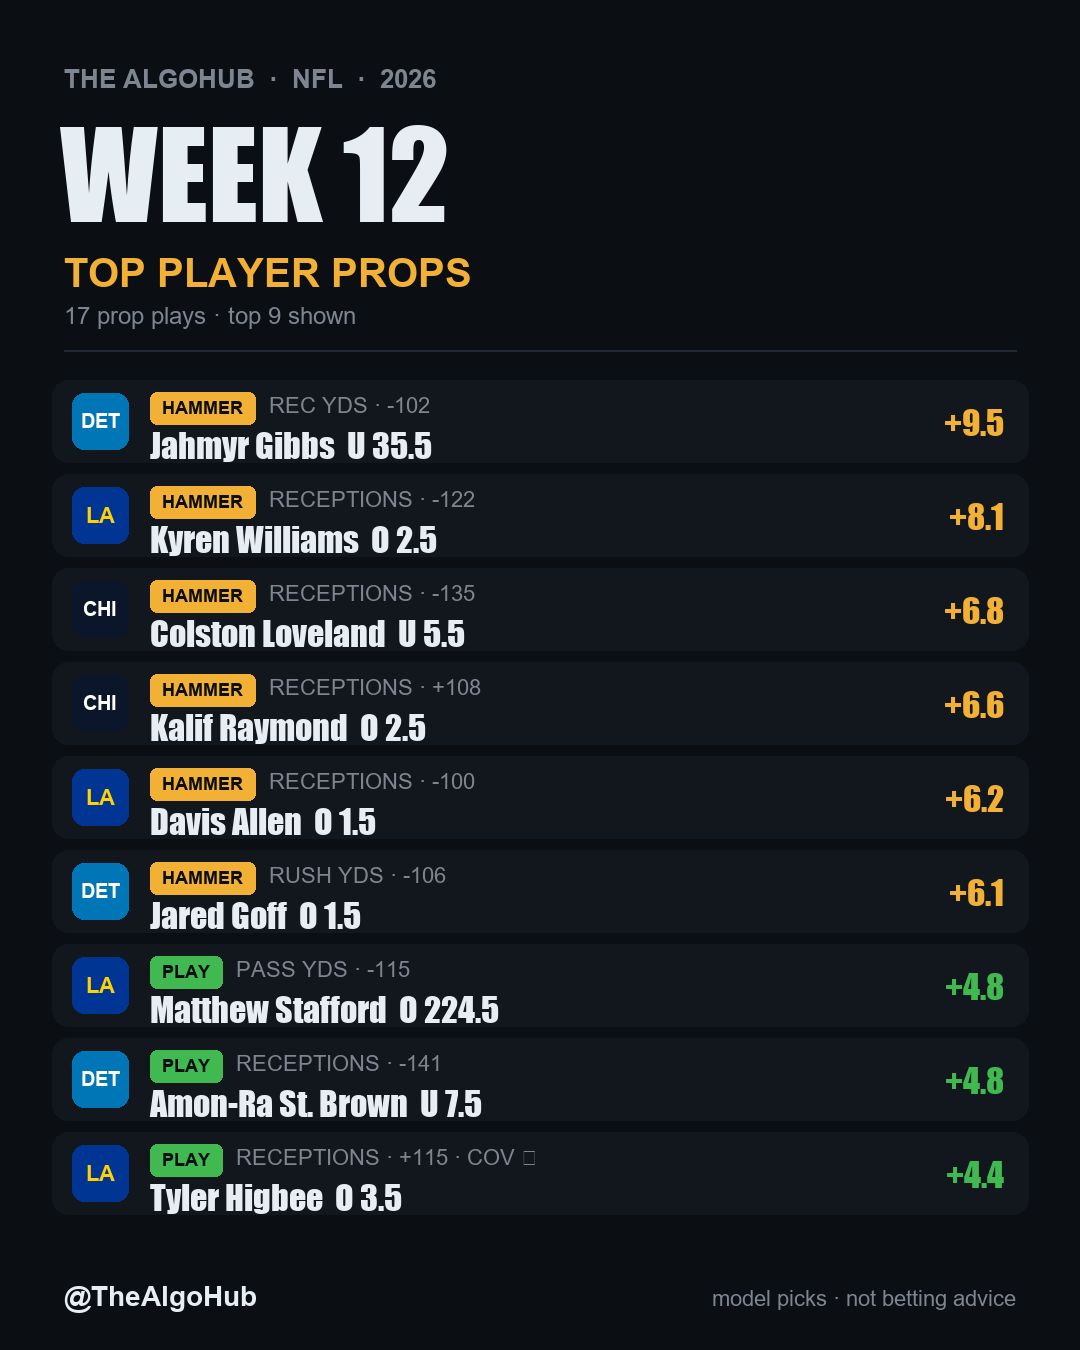 THE ALGOHUB · NFL · 2026
WEEK 12
TOP PLAYER PROPS
17 prop plays · top 9 shown
DET HAMMER REC YDS · -102
Jahmyr Gibbs U 35.5 +9.5
LA HAMMER RECEPTIONS · -122
Kyren Williams O 2.5 +8.1
CHI HAMMER RECEPTIONS · -135
Colston Loveland U 5.5 +6.8
CHI HAMMER RECEPTIONS · +108
Kalif Raymond O 2.5 +6.6
LA HAMMER RECEPTIONS · -100
Davis Allen O 1.5 +6.2
DET HAMMER RUSH YDS · -106
Jared Goff O 1.5 +6.1
LA PLAY PASS YDS · -115
Matthew Stafford O 224.5 +4.8
DET PLAY RECEPTIONS · -141
Amon-Ra St. Brown U 7.5 +4.8
LA PLAY RECEPTIONS · +115 · COV
Tyler Higbee O 3.5 +4.4
@TheAlgoHub
model picks · not betting advice